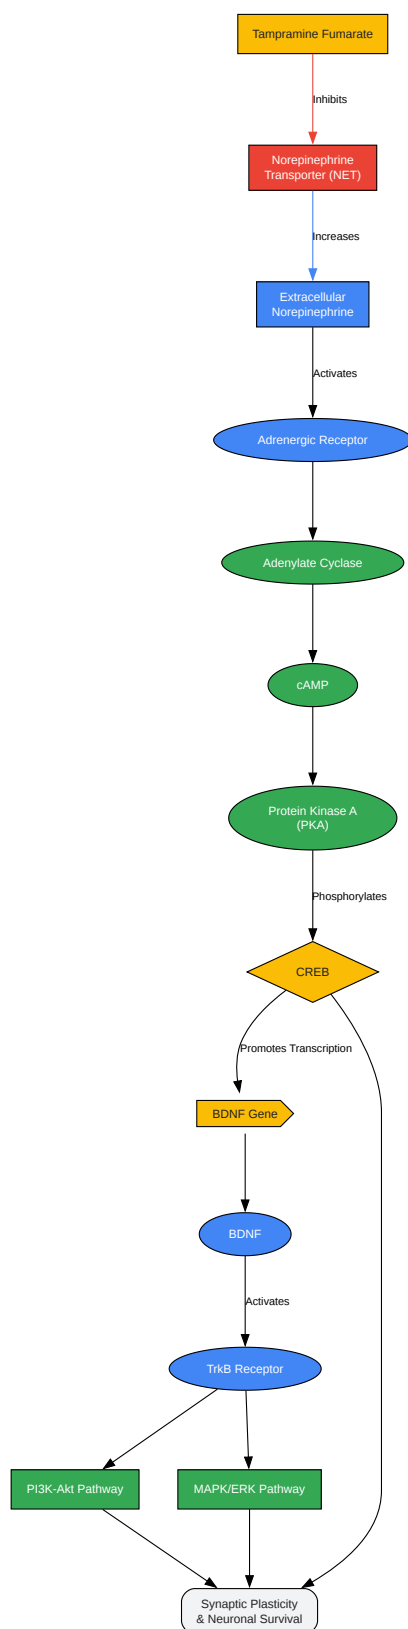 Tampramine Fumarate
Inhibits
Norepinephrine
Transporter (NET)
Increases
Extracellular
Norepinephrine
Activates
Adrenergic Receptor
Adenylate Cyclase
cAMP
Protein Kinase A
(PKA)
Phosphorylates
CREB
Promotes Transcription
BDNF Gene
BDNF
Activates
TrkB Receptor
PI3K-Akt Pathway
MAPK/ERK Pathway
Synaptic Plasticity
& Neuronal Survival